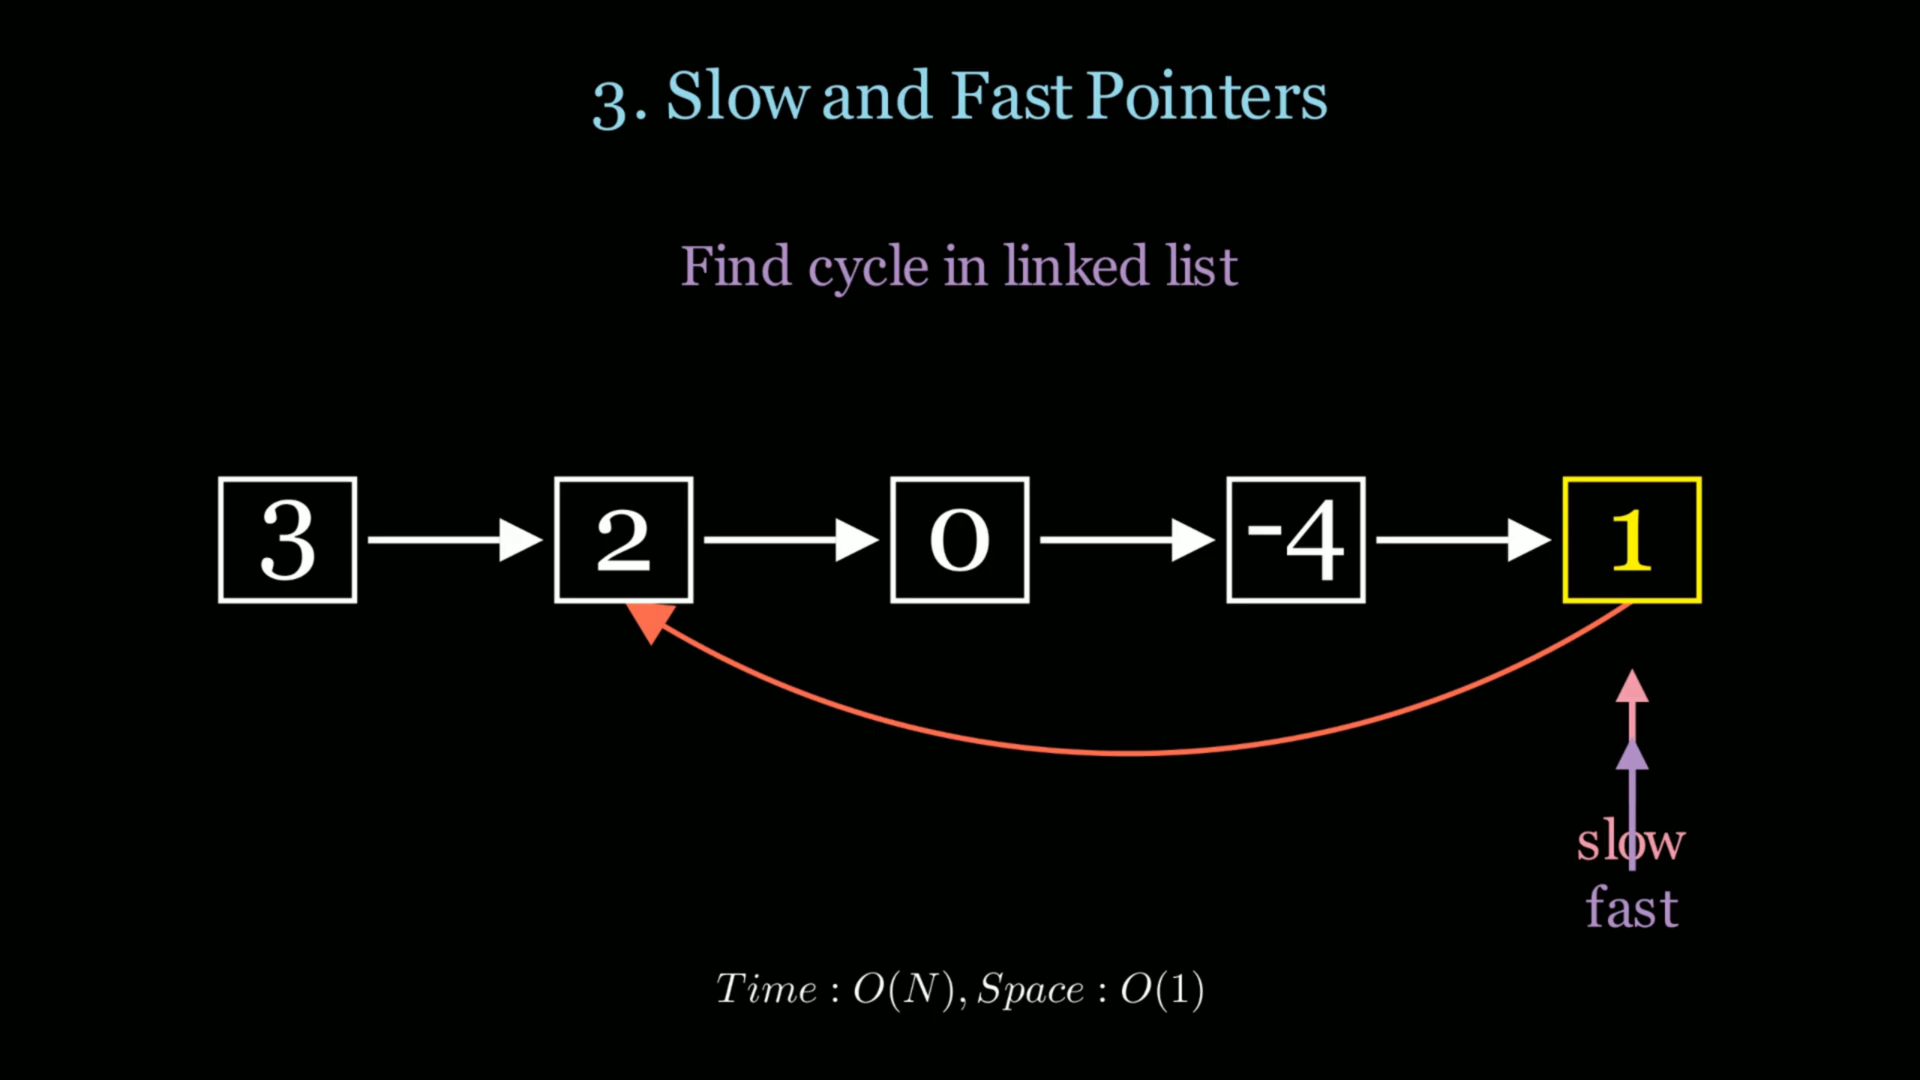 3. Slow and Fast Pointers
Find cycle in linked list
3 2 0 -4 1
slow
fast
Time : O(N), Space : O(1)